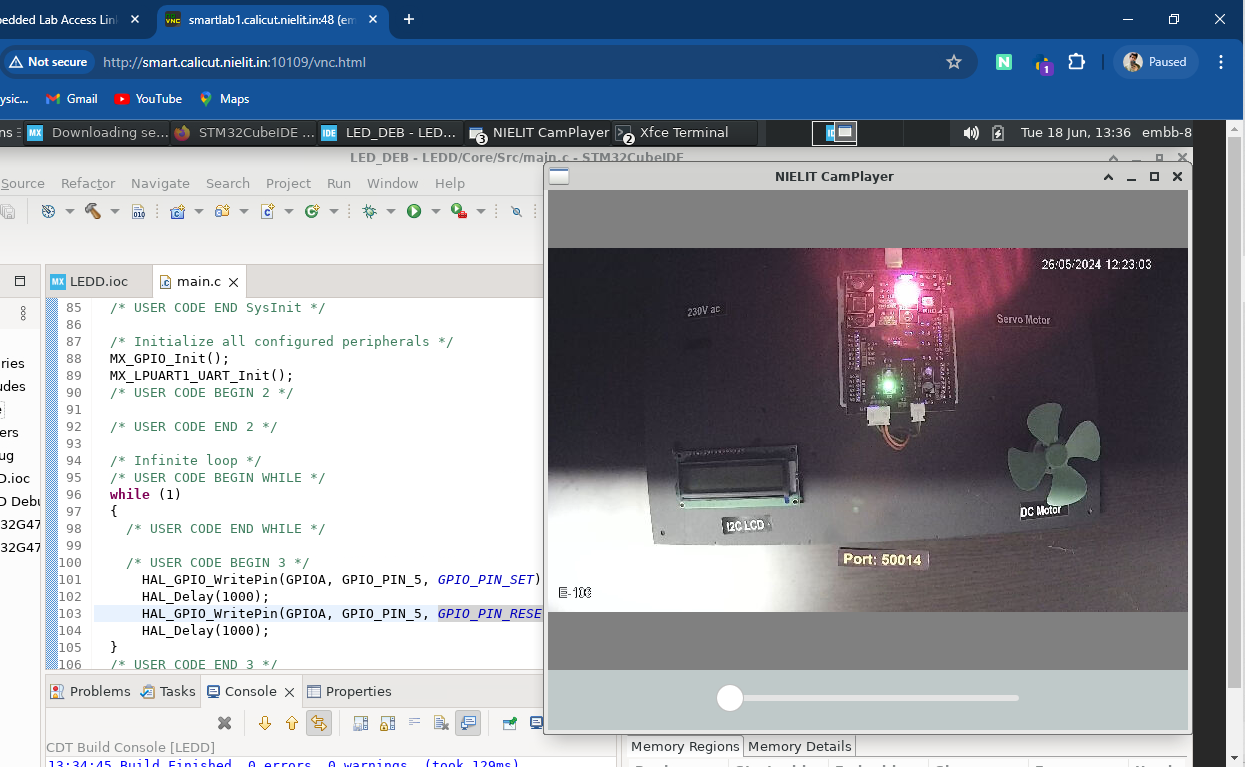 bedded Lab Access Lin
smartlab1.calicut.nielit.in:48 (em
Not secure
http://smart.calicut.nielit.in:10109/vnc.html
N
1
Paused
ysic...
Gmail
YouTube
Maps
ns
MX
Downloading se...
STM32CubeIDE ...
IDE
LED_DEB - LED...
3
NIELIT CamPlayer
2
Xfce Terminal
Tue 18 Jun, 13:36
embb-8
LED_DEB - LEDD/Core/Src/main.c - STM32CubeIDE
Source Refactor Navigate Search Project Run Window Help
MX LEDD.ioc
main.c
85 /* USER CODE END SysInit */
86
87 /* Initialize all configured peripherals */
88 MX_GPIO_Init();
89 MX_LPUART1_UART_Init();
90 /* USER CODE BEGIN 2 */
91
92 /* USER CODE END 2 */
93
94 /* Infinite loop */
95 /* USER CODE BEGIN WHILE */
96 while (1)
97 {
98 /* USER CODE END WHILE */
99
100 /* USER CODE BEGIN 3 */
101 HAL_GPIO_WritePin(GPIOA, GPIO_PIN_5, GPIO_PIN_SET)
102 HAL_Delay(1000);
103 HAL_GPIO_WritePin(GPIOA, GPIO_PIN_5, GPIO_PIN_RESE
104 HAL_Delay(1000);
105 }
106 /* USER CODE END 3 */
ries
udes
e
ers
ug
D.ioc
D Debu
32G47
32G47
NIELIT CamPlayer
26/05/2024 12:23:03
230V ac
Servo Motor
I2C LCD
DC Motor
Port: 50014
Problems Tasks Console Properties
CDT Build Console [LEDD]
13:34:45 Build Finished. 0 errors, 0 warnings. (took 129ms)
Memory Regions Memory Details